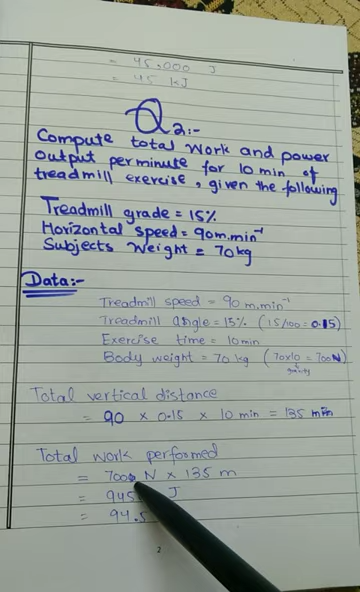 = 45,000 J
= 45 KJ
Q2:-
Compute total work and power
output per minute for 10 min of
treadmill exercise, given the following
Treadmill grade = 15%
Horizontal speed = 90m.min⁻¹
Subjects Weight = 70kg
Data:-
Treadmill speed = 90 m.min⁻¹
Treadmill angle = 15% (15/100 = 0.15)
Exercise time = 10min
Body weight = 70 kg (70x10 = 700N)
gravity
Total vertical distance
= 90 x 0.15 x 10 min = 135
Total work performed
= 700 N x 135 m
= 945 J
= 94.5
2